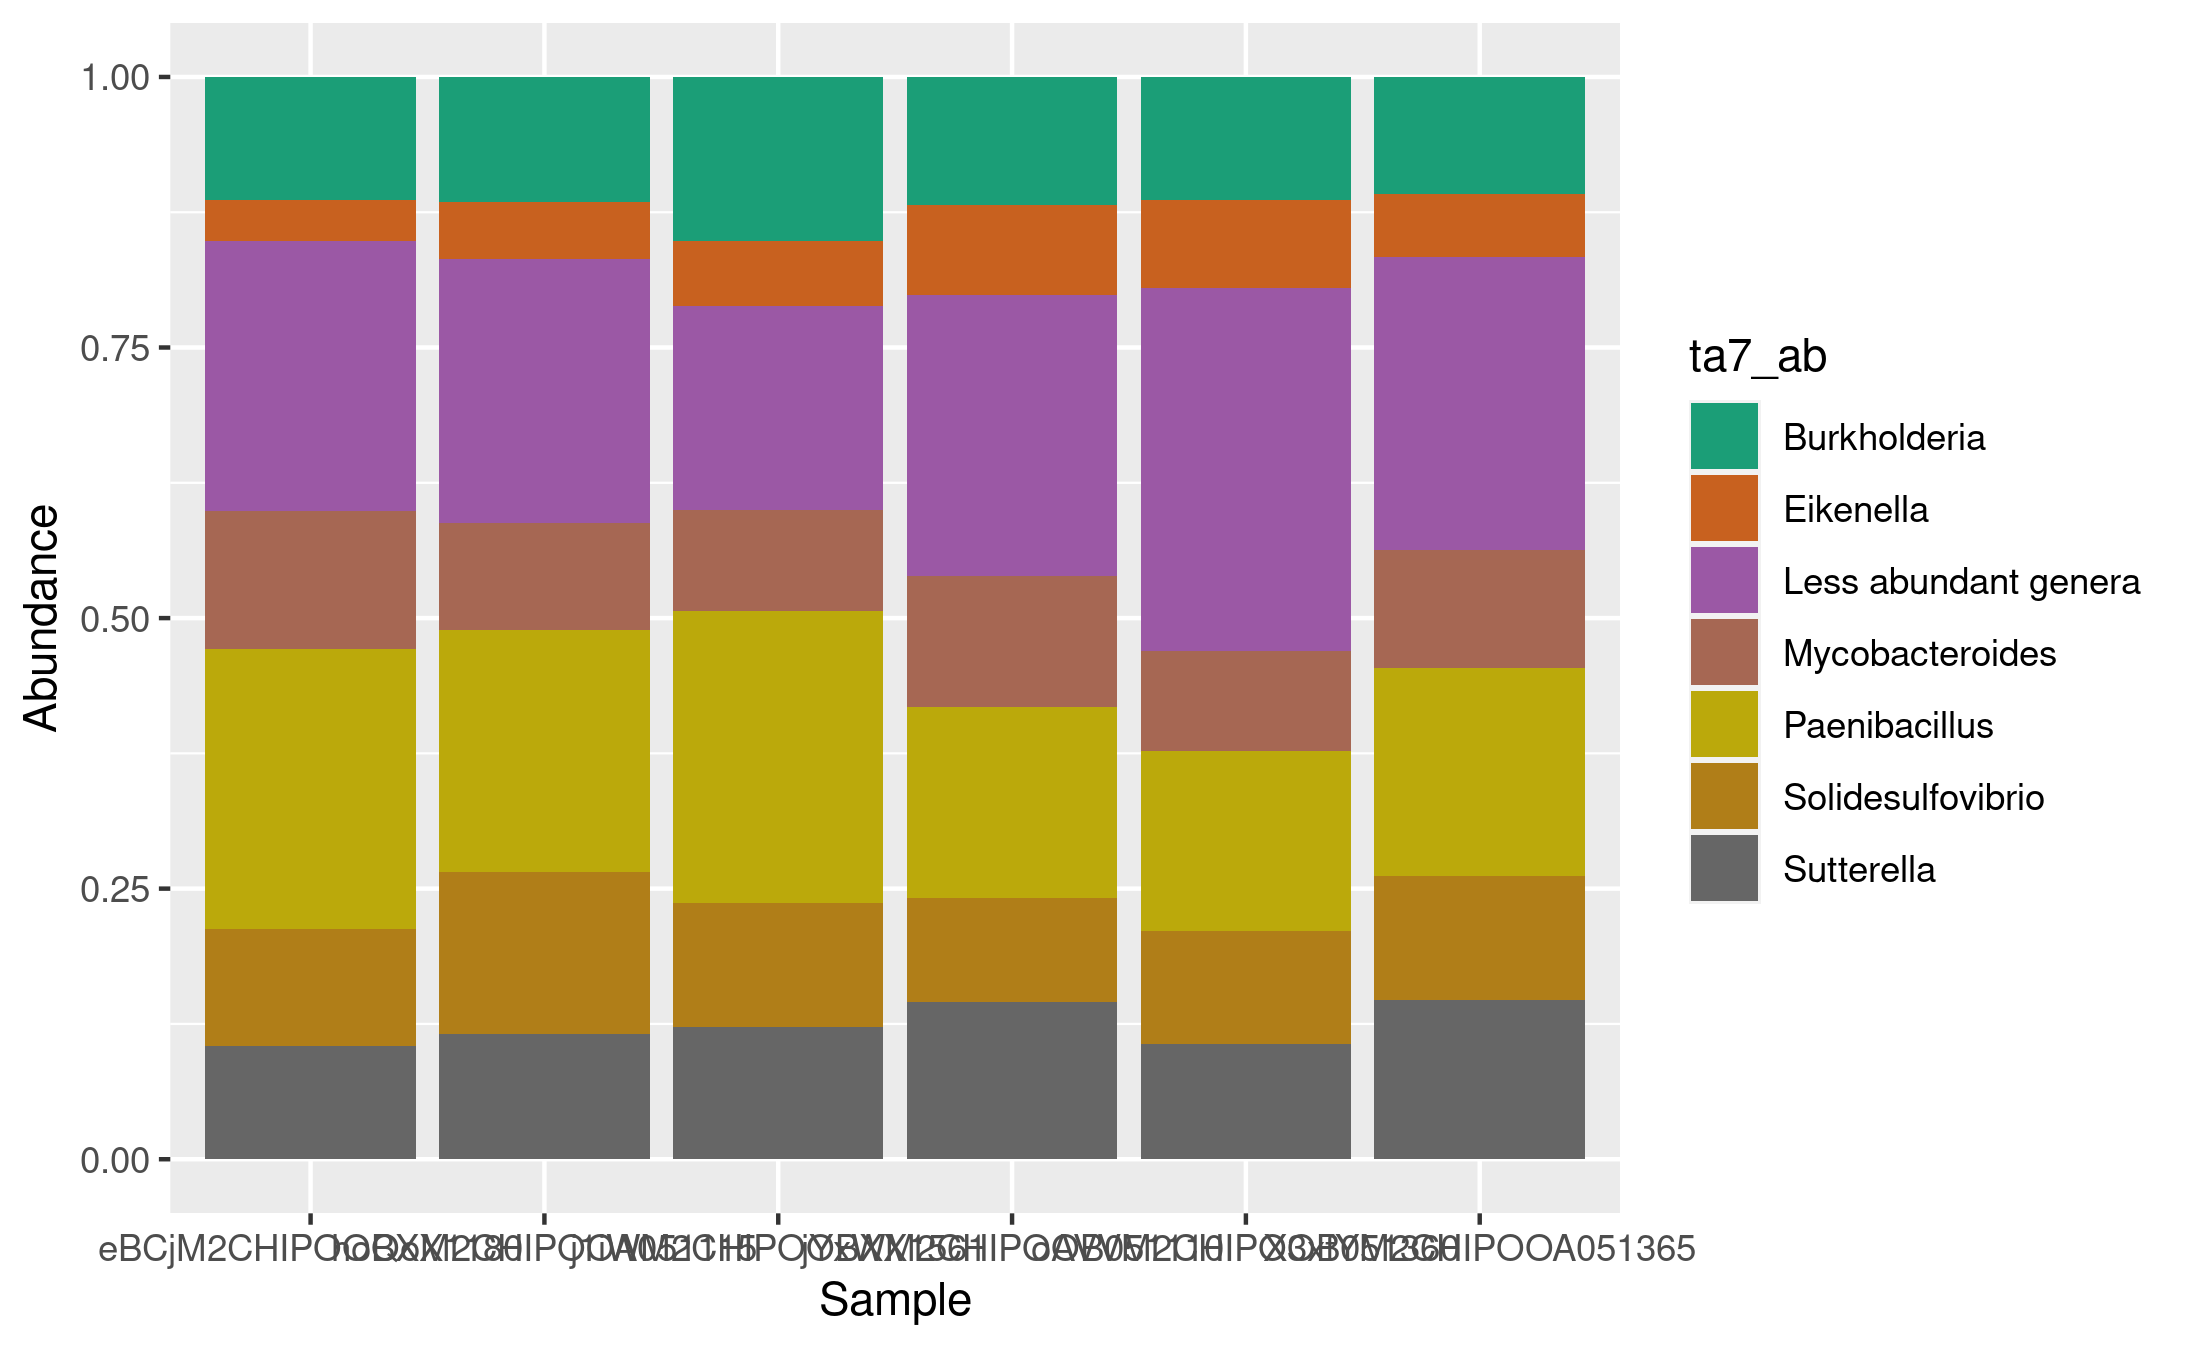 1.00
0.75
0.50
0.25
0.00
Abundance
Sample
ta7_ab
Burkholderia
Eikenella
Less abundant genera
Mycobacteroides
Paenibacillus
Solidesulfovibrio
Sutterella